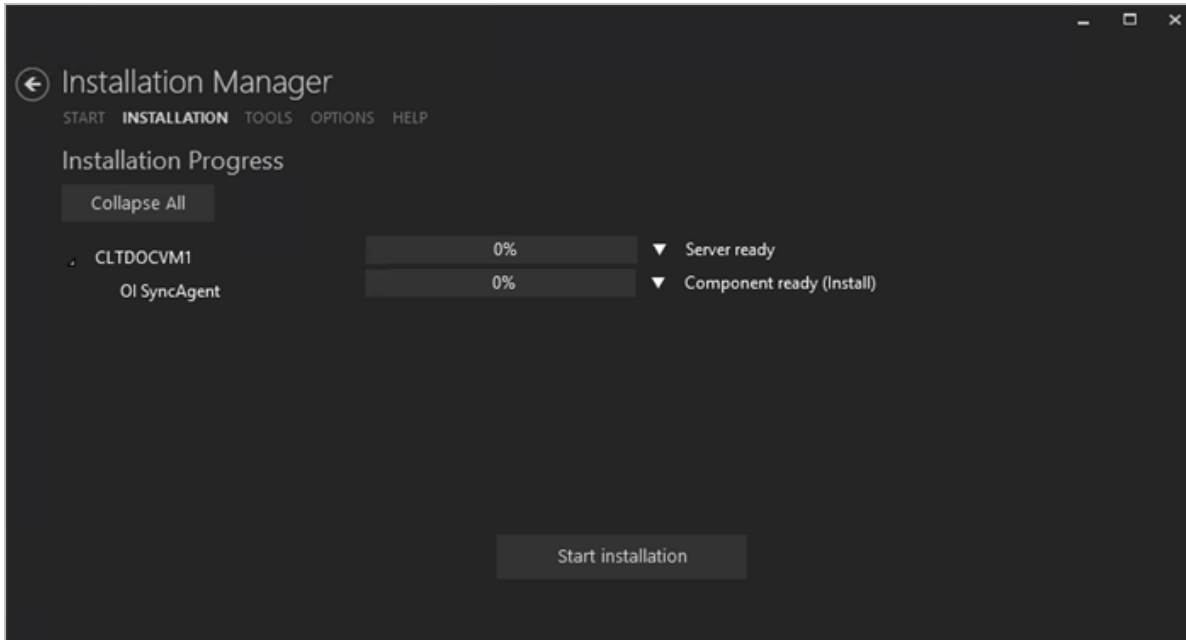 Installation Manager
START INSTALLATION TOOLS OPTIONS HELP
Installation Progress
Collapse All
CLTDOCVM1 0% Server ready
OI SyncAgent 0% Component ready (Install)
Start installation